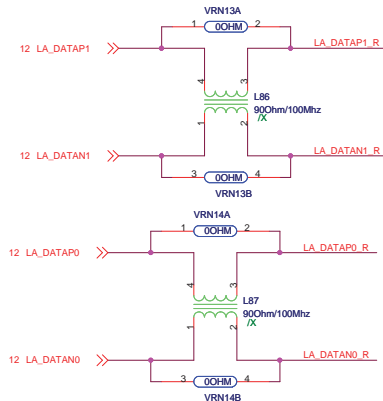 VRN13A
1 0OHM 2
12 LA_DATAP1 LA_DATAP1_R
4 3
L86
90Ohm/100Mhz
/X
1 2
12 LA_DATAN1 LA_DATAN1_R
3 0OHM 4
VRN13B
VRN14A
1 0OHM 2
12 LA_DATAP0 LA_DATAP0_R
4 3
L87
90Ohm/100Mhz
/X
1 2
12 LA_DATAN0 LA_DATAN0_R
3 0OHM 4
VRN14B